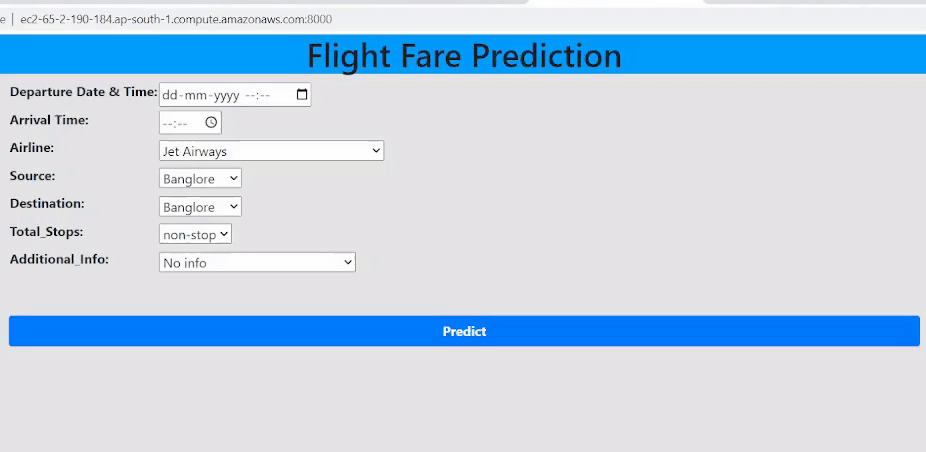 e | ec2-65-2-190-184.ap-south-1.compute.amazonaws.com:8000
Flight Fare Prediction
Departure Date & Time: dd-mm-yyyy --:--
Arrival Time: --:--
Airline: Jet Airways
Source: Banglore
Destination: Banglore
Total_Stops: non-stop
Additional_Info: No info
Predict